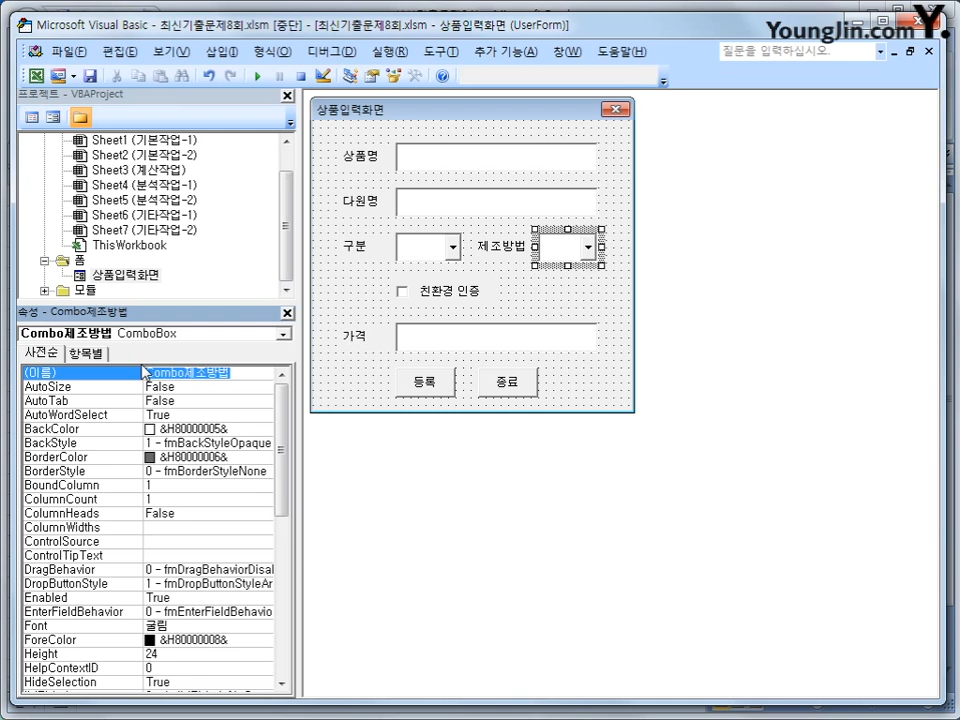 Microsoft Visual Basic - 최신기출문제8회.xlsm [중단] - [최신기출문제8회.xlsm - 상품입력화면 (UserForm)]
YoungJin.com Y.
파일(F) 편집(E) 보기(V) 삽입(I) 형식(O) 디버그(D) 실행(R) 도구(T) 추가 기능(A) 창(W) 도움말(H)
질문을 입력하십시오.
프로젝트 - VBAProject
Sheet1 (기본작업-1)
Sheet2 (기본작업-2)
Sheet3 (계산작업)
Sheet4 (분석작업-1)
Sheet5 (분석작업-2)
Sheet6 (기타작업-1)
Sheet7 (기타작업-2)
ThisWorkbook
폼
상품입력화면
모듈
속성 - Combo제조방법
Combo제조방법 ComboBox
사전순 항목별
(이름) Combo제조방법
AutoSize False
AutoTab False
AutoWordSelect True
BackColor &H80000005&
BackStyle 1 - fmBackStyleOpaque
BorderColor &H80000006&
BorderStyle 0 - fmBorderStyleNone
BoundColumn 1
ColumnCount 1
ColumnHeads False
ColumnWidths
ControlSource
ControlTipText
DragBehavior 0 - fmDragBehaviorDisal
DropButtonStyle 1 - fmDropButtonStyleAr
Enabled True
EnterFieldBehavior 0 - fmEnterFieldBehavio
Font 굴림
ForeColor &H80000008&
Height 24
HelpContextID 0
HideSelection True
상품입력화면
상품명
다원명
구분 제조방법
친환경 인증
가격
등록 종료